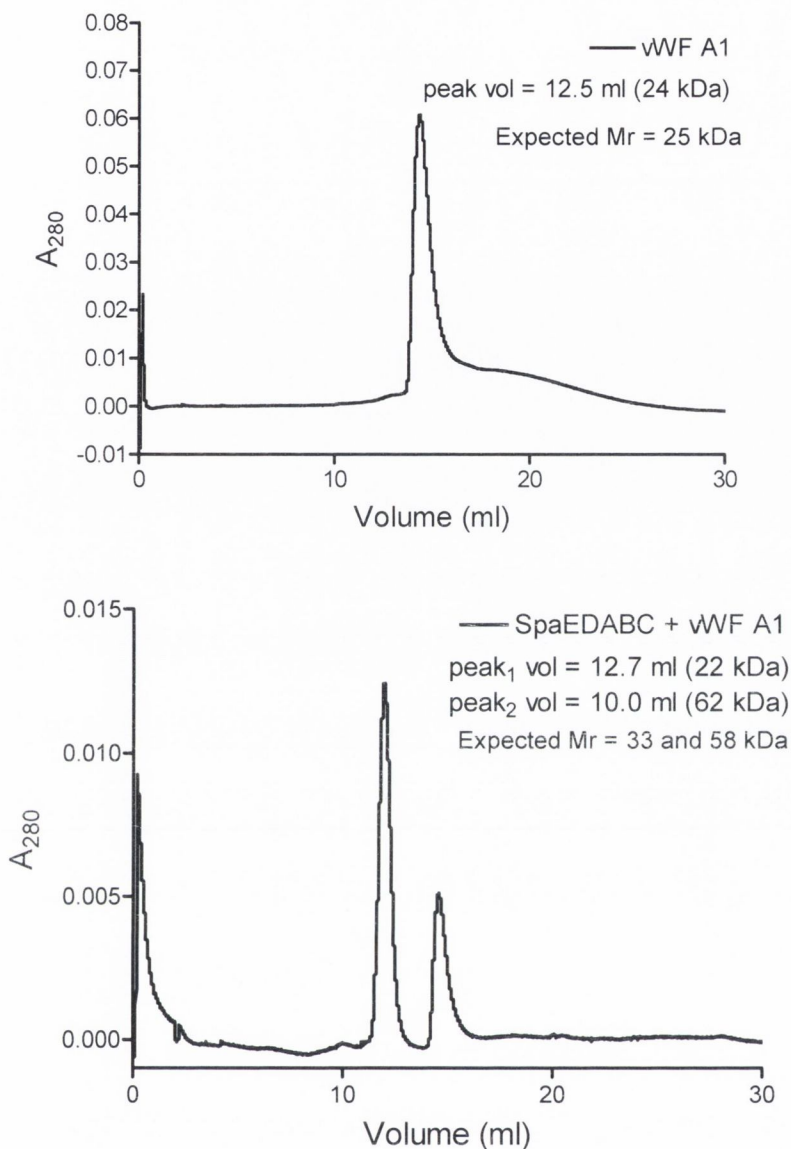 0.08
vWF A1
0.07
peak vol = 12.5 ml (24 kDa)
0.06
Expected Mr = 25 kDa
0.05
A280
0.04
0.03
0.02
0.01
0.00
-0.01
0 10 20 30
Volume (ml)
0.015
SpaEDABC + vWF A1
peak1 vol = 12.7 ml (22 kDa)
peak2 vol = 10.0 ml (62 kDa)
Expected Mr = 33 and 58 kDa
0.010
A280
0.005
0.000
0 10 20 30
Volume (ml)